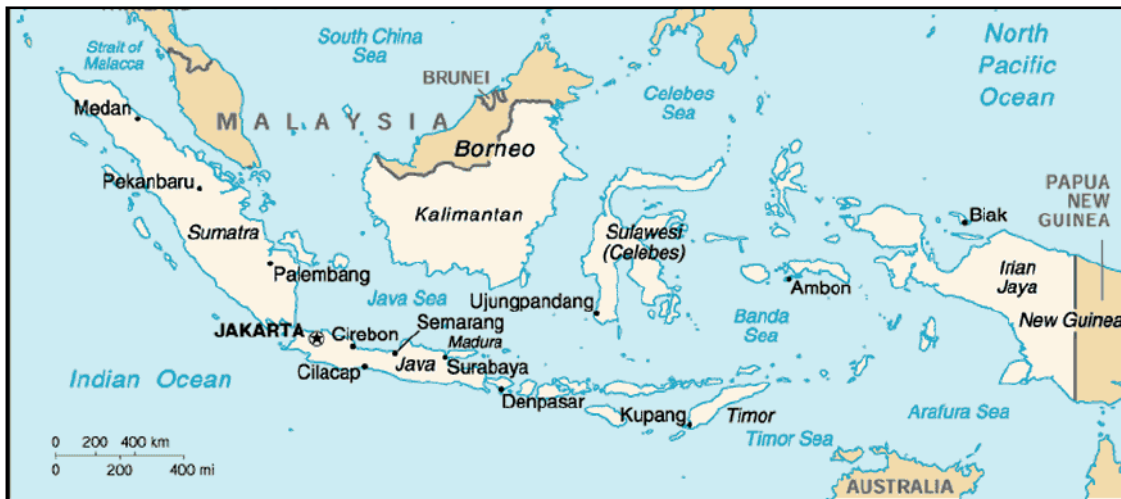 THAILAND
Strait of
Malacca
South China
Sea
BRUNEI
Celebes
Sea
North
Pacific
Ocean
Medan
MALAYSIA
Borneo
Pekanbaru
Kalimantan
PAPUA
NEW
GUINEA
Biak
Sumatra
Sulawesi
(Celebes)
Irian
Jaya
Palembang
Ambon
Java Sea
Ujungpandang
Banda
Sea
New Guinea
JAKARTA
Cirebon
Semarang
Madura
Java
Surabaya
Cilacap
Indian Ocean
Denpasar
Kupang
Timor
Timor Sea
Arafura Sea
0 200 400 km
0 200 400 mi
AUSTRALIA